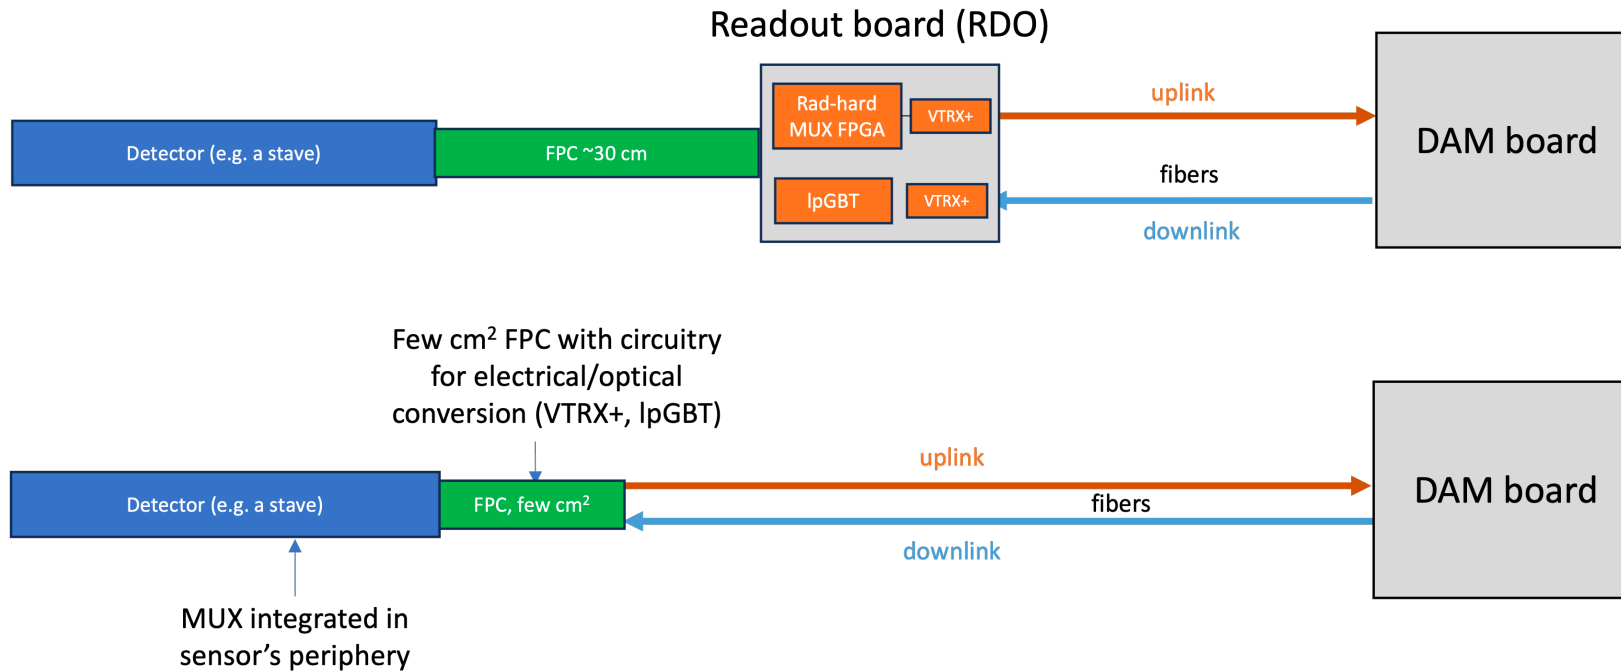 Readout board (RDO)
Rad-hard
MUX FPGA
VTRX+
uplink
DAM board
Detector (e.g. a stave)
FPC ~30 cm
fibers
lpGBT
VTRX+
downlink
Few cm² FPC with circuitry
for electrical/optical
conversion (VTRX+, lpGBT)
uplink
Detector (e.g. a stave)
FPC, few cm²
fibers
DAM board
downlink
MUX integrated in
sensor's periphery